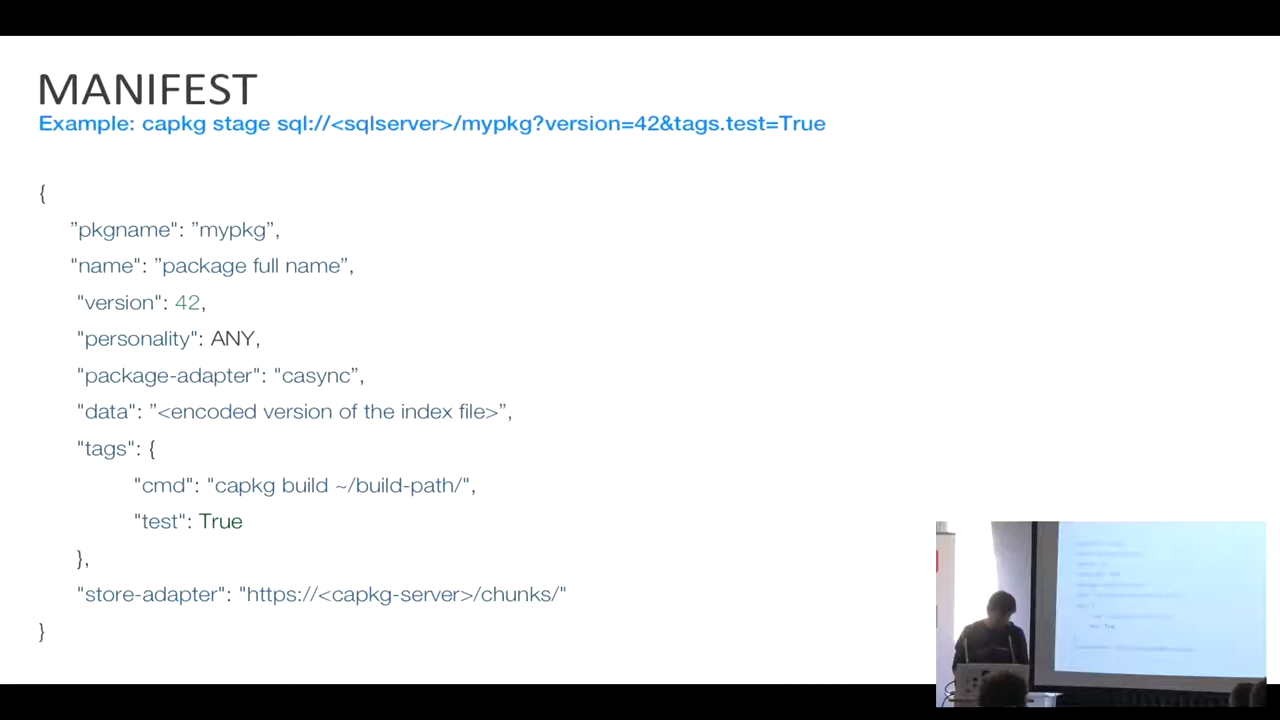 MANIFEST
Example: capkg stage sql://<sqlserver>/mypkg?version=42&tags.test=True
{
”pkgname": ”mypkg”,
"name": ”package full name”,
"version": 42,
"personality": ANY,
"package-adapter": "casync”,
"data": ”<encoded version of the index file>”,
"tags": {
"cmd": "capkg build ~/build-path/",
"test": True
},
"store-adapter": "https://<capkg-server>/chunks/"
}